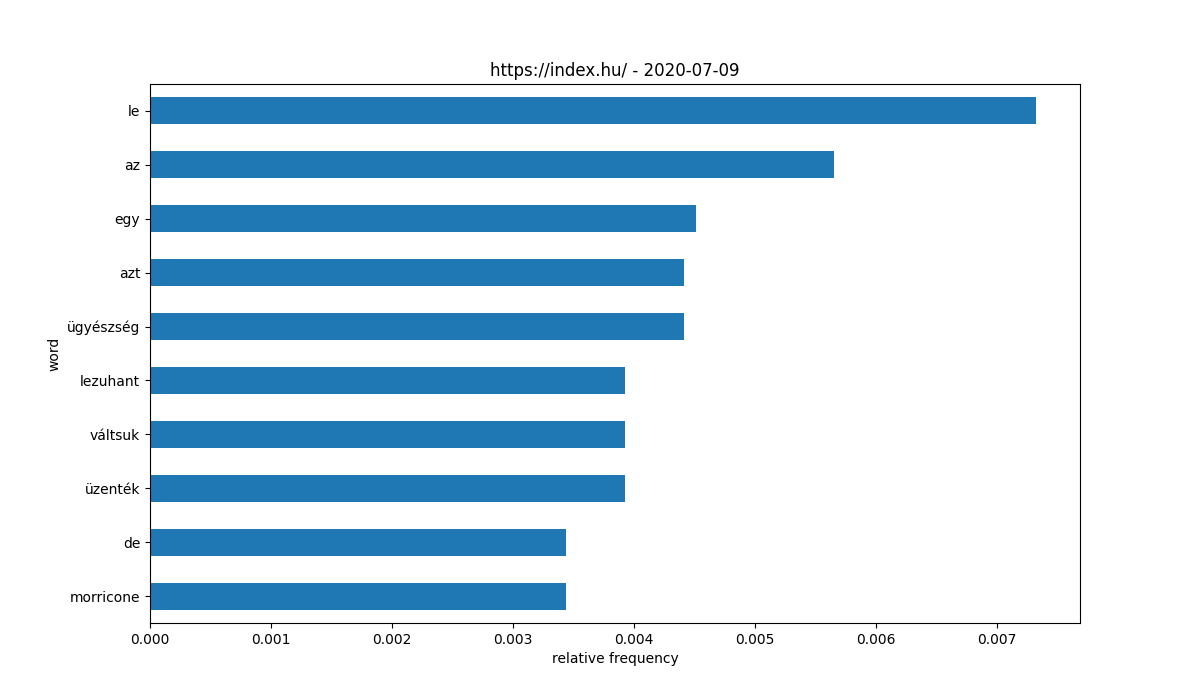 https://index.hu/ - 2020-07-09
le
az
egy
azt
ügyészség
lezuhant
váltsuk
üzenték
de
morricone
word
0.000 0.001 0.002 0.003 0.004 0.005 0.006 0.007
relative frequency